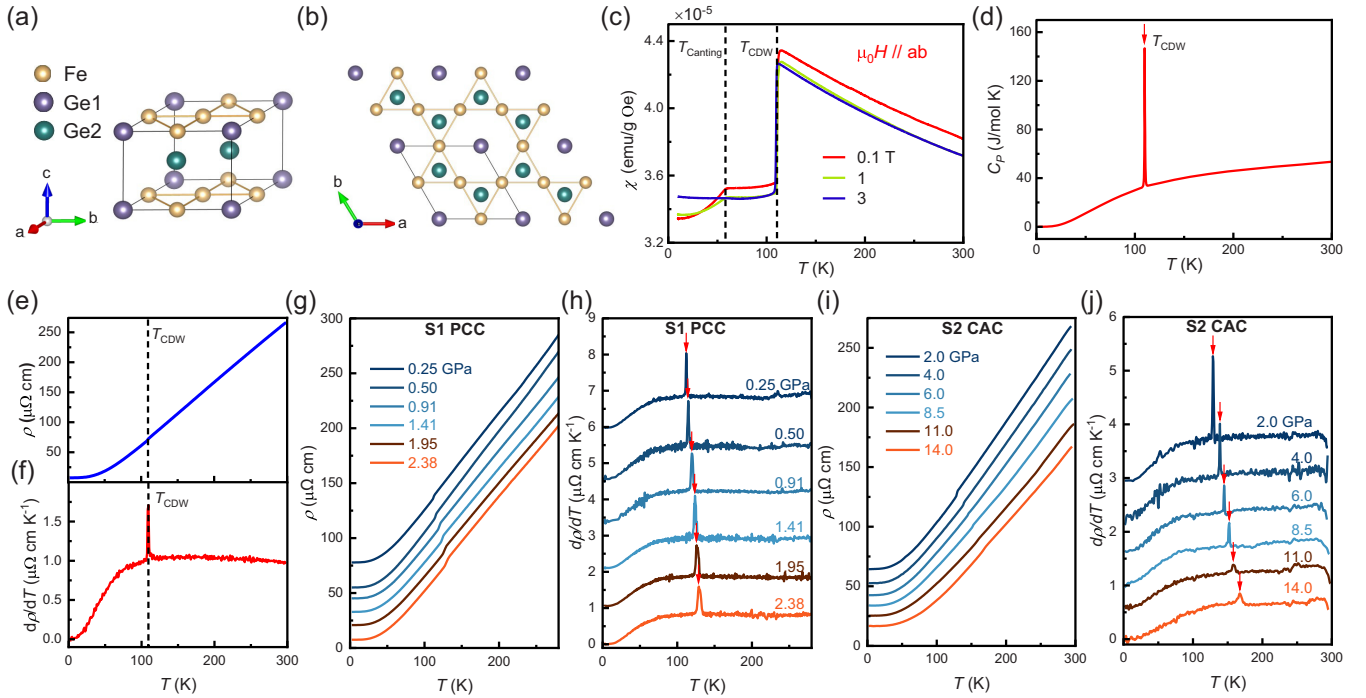 (a)
Fe
Ge1
Ge2
c
b
a
(b)
b
a
(c)
×10⁻⁵
4.4
4.0
3.6
3.2
χ (emu/g Oe)
T_Canting
T_CDW
μ₀H // ab
0.1 T
1
3
0 100 200 300
T (K)
(d)
160
120
80
40
0
C_P (J/mol K)
T_CDW
0 100 200 300
T (K)
(e)
250
200
150
100
50
ρ (μΩ cm)
T_CDW
(f)
1.5
1.0
0.5
0.0
dρ/dT (μΩ cm K⁻¹)
T_CDW
0 100 200 300
T (K)
(g)
S1 PCC
300
250
200
150
100
50
0
ρ (μΩ cm)
0.25 GPa
0.50
0.91
1.41
1.95
2.38
0 100 200
T (K)
(h)
S1 PCC
9
8
7
6
5
4
3
2
1
0
dρ/dT (μΩ cm K⁻¹)
0.25 GPa
0.50
0.91
1.41
1.95
2.38
0 100 200
T (K)
(i)
S2 CAC
250
200
150
100
50
0
ρ (μΩ cm)
2.0 GPa
4.0
6.0
8.5
11.0
14.0
0 100 200 300
T (K)
(j)
S2 CAC
6
5
4
3
2
1
0
dρ/dT (μΩ cm K⁻¹)
2.0 GPa
4.0
6.0
8.5
11.0
14.0
0 100 200 300
T (K)